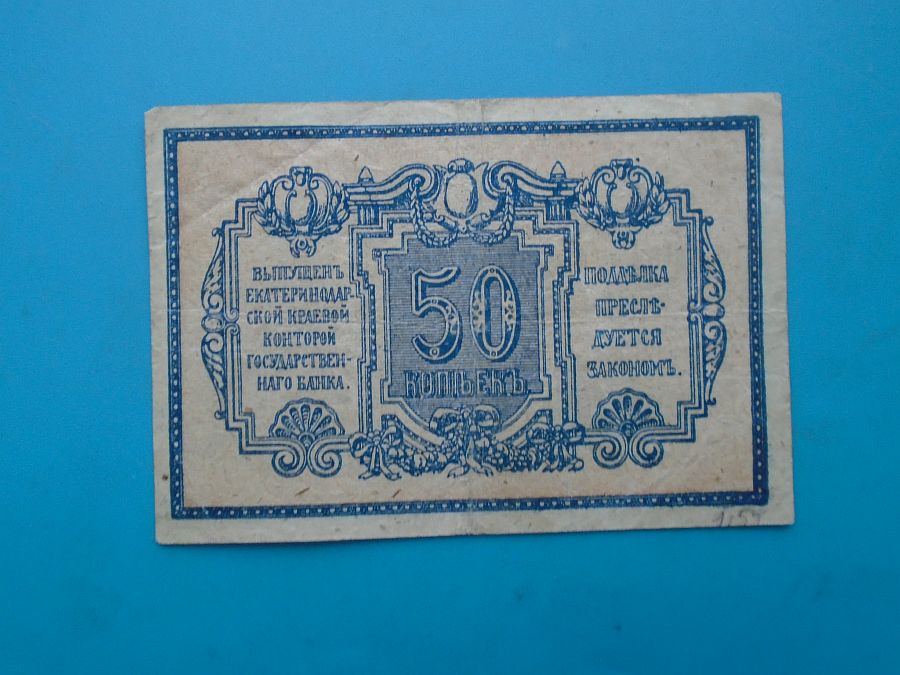 ВЫПУЩЕНЪ
ЕКАТЕРИНОДАР-
СКОЙ КРАЕВОЙ
КОНТОРОЙ
ГОСУДАРСТВЕН-
НАГО БАНКА.
50
КОПѢЕКЪ
ПОДДѢЛКА
ПРЕСЛѢ-
ДУЕТСЯ
ЗАКОНОМЪ.